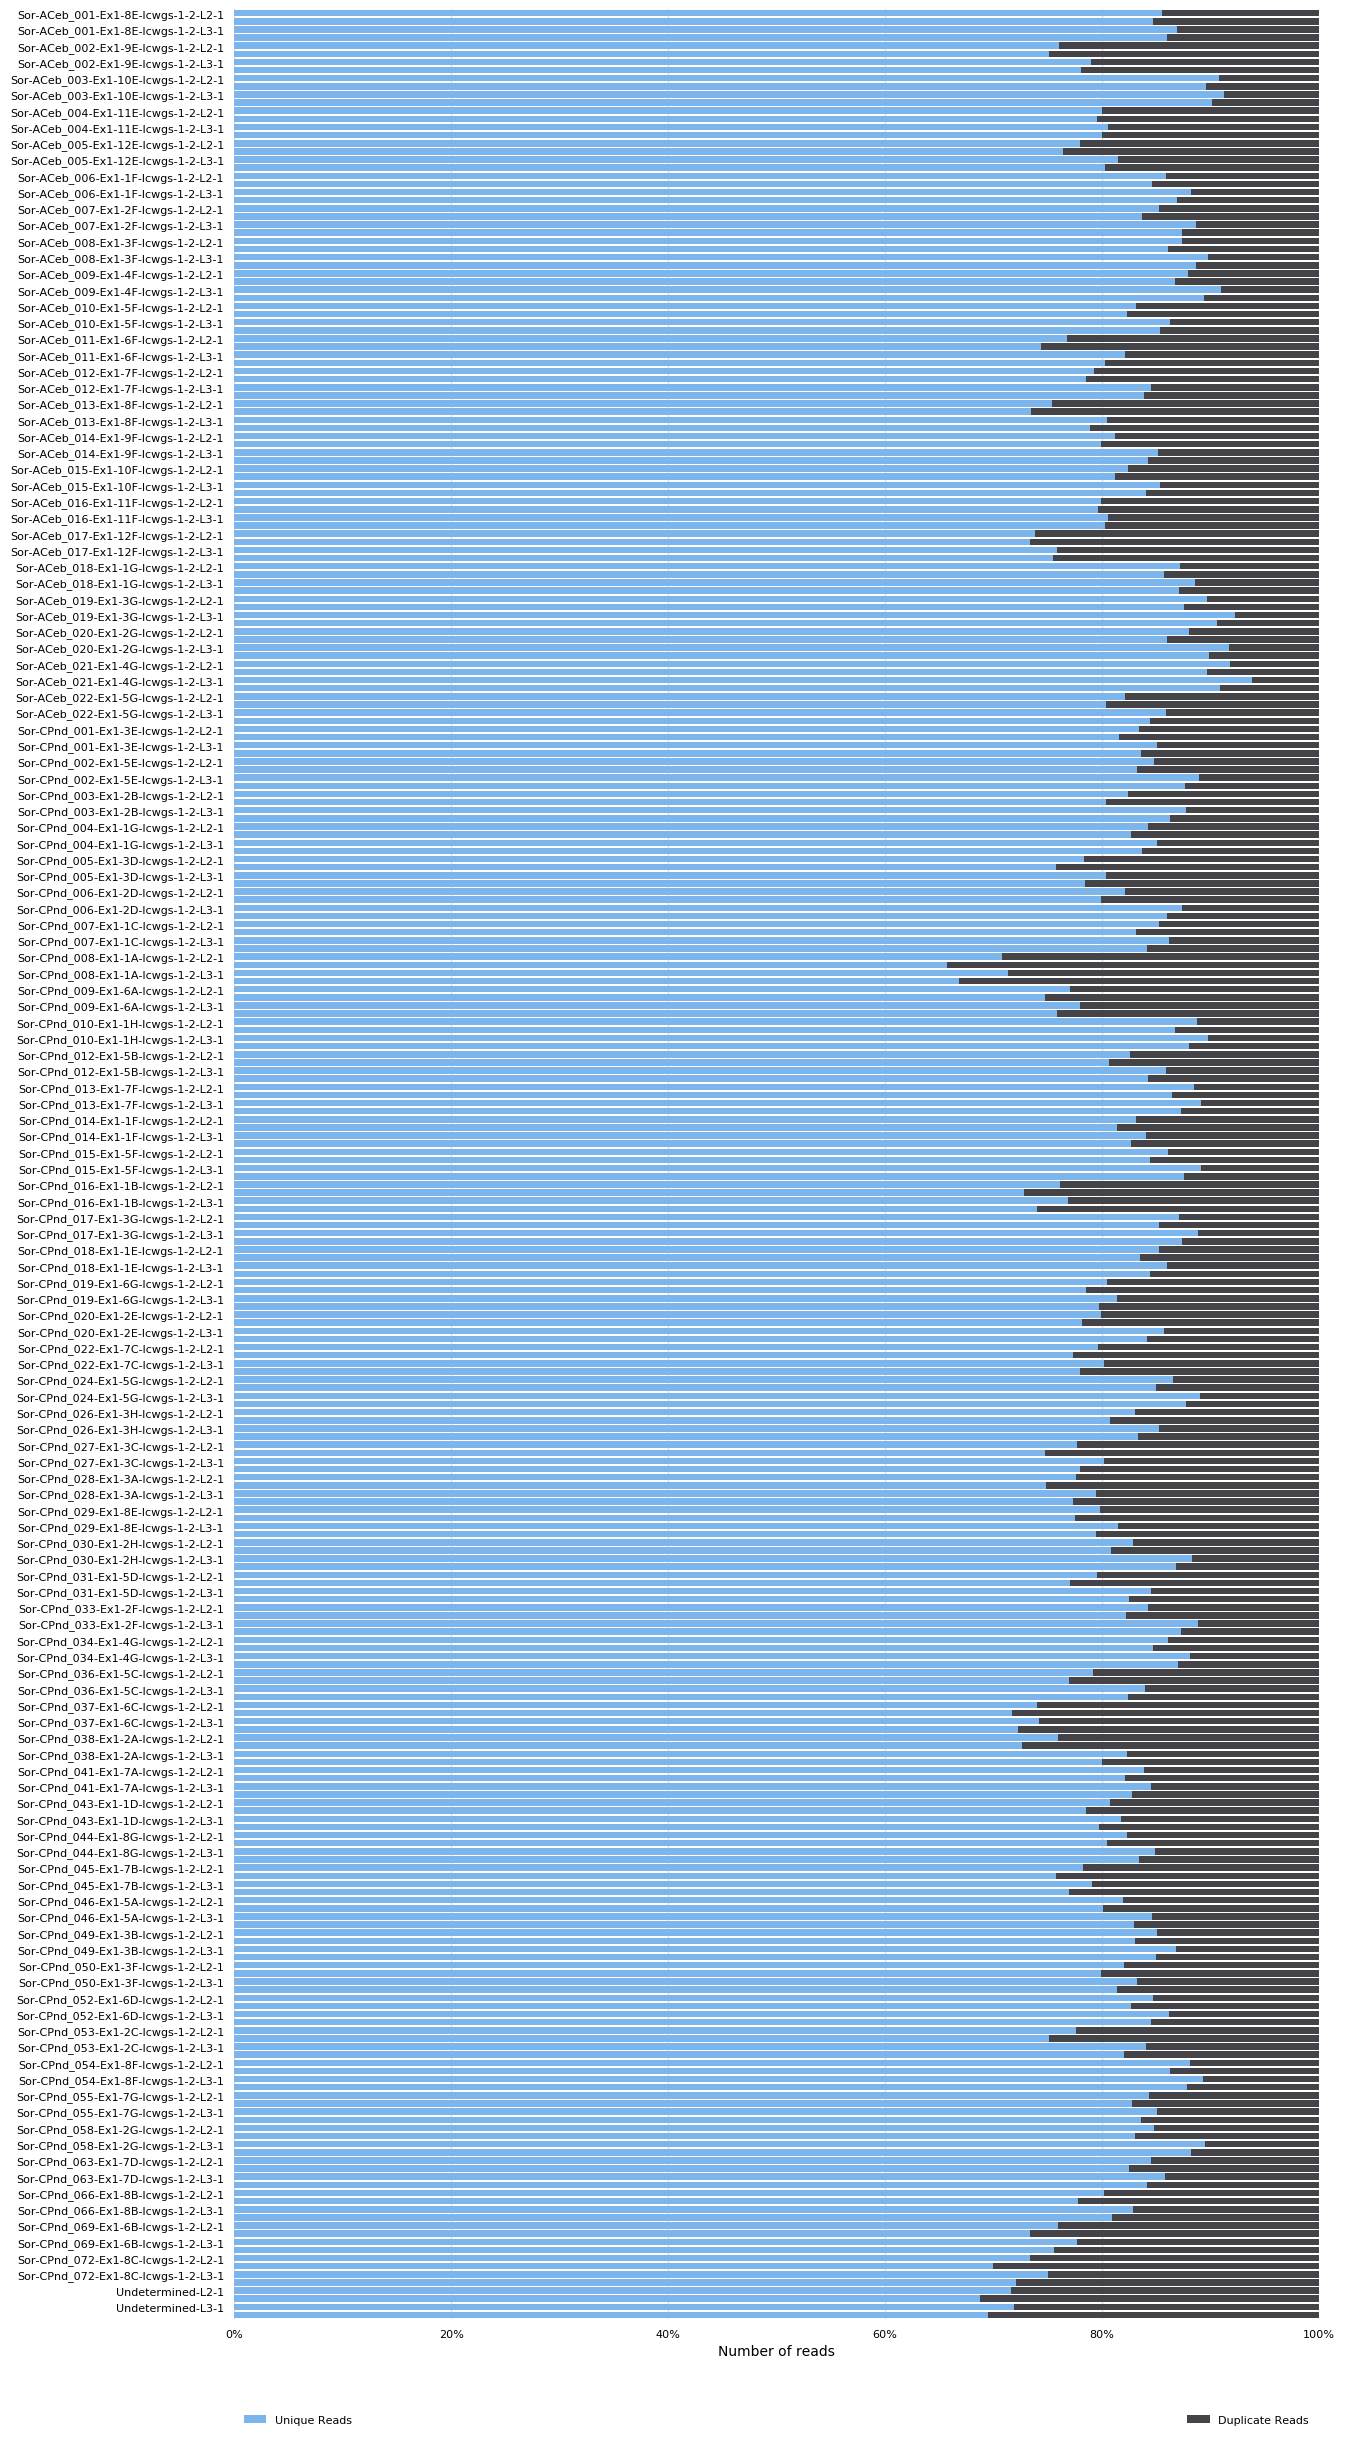 Sor-ACeb_001-Ex1-8E-lcwgs-1-2-L2-1
Sor-ACeb_001-Ex1-8E-lcwgs-1-2-L3-1
Sor-ACeb_002-Ex1-9E-lcwgs-1-2-L2-1
Sor-ACeb_002-Ex1-9E-lcwgs-1-2-L3-1
Sor-ACeb_003-Ex1-10E-lcwgs-1-2-L2-1
Sor-ACeb_003-Ex1-10E-lcwgs-1-2-L3-1
Sor-ACeb_004-Ex1-11E-lcwgs-1-2-L2-1
Sor-ACeb_004-Ex1-11E-lcwgs-1-2-L3-1
Sor-ACeb_005-Ex1-12E-lcwgs-1-2-L2-1
Sor-ACeb_005-Ex1-12E-lcwgs-1-2-L3-1
Sor-ACeb_006-Ex1-1F-lcwgs-1-2-L2-1
Sor-ACeb_006-Ex1-1F-lcwgs-1-2-L3-1
Sor-ACeb_007-Ex1-2F-lcwgs-1-2-L2-1
Sor-ACeb_007-Ex1-2F-lcwgs-1-2-L3-1
Sor-ACeb_008-Ex1-3F-lcwgs-1-2-L2-1
Sor-ACeb_008-Ex1-3F-lcwgs-1-2-L3-1
Sor-ACeb_009-Ex1-4F-lcwgs-1-2-L2-1
Sor-ACeb_009-Ex1-4F-lcwgs-1-2-L3-1
Sor-ACeb_010-Ex1-5F-lcwgs-1-2-L2-1
Sor-ACeb_010-Ex1-5F-lcwgs-1-2-L3-1
Sor-ACeb_011-Ex1-6F-lcwgs-1-2-L2-1
Sor-ACeb_011-Ex1-6F-lcwgs-1-2-L3-1
Sor-ACeb_012-Ex1-7F-lcwgs-1-2-L2-1
Sor-ACeb_012-Ex1-7F-lcwgs-1-2-L3-1
Sor-ACeb_013-Ex1-8F-lcwgs-1-2-L2-1
Sor-ACeb_013-Ex1-8F-lcwgs-1-2-L3-1
Sor-ACeb_014-Ex1-9F-lcwgs-1-2-L2-1
Sor-ACeb_014-Ex1-9F-lcwgs-1-2-L3-1
Sor-ACeb_015-Ex1-10F-lcwgs-1-2-L2-1
Sor-ACeb_015-Ex1-10F-lcwgs-1-2-L3-1
Sor-ACeb_016-Ex1-11F-lcwgs-1-2-L2-1
Sor-ACeb_016-Ex1-11F-lcwgs-1-2-L3-1
Sor-ACeb_017-Ex1-12F-lcwgs-1-2-L2-1
Sor-ACeb_017-Ex1-12F-lcwgs-1-2-L3-1
Sor-ACeb_018-Ex1-1G-lcwgs-1-2-L2-1
Sor-ACeb_018-Ex1-1G-lcwgs-1-2-L3-1
Sor-ACeb_019-Ex1-3G-lcwgs-1-2-L2-1
Sor-ACeb_019-Ex1-3G-lcwgs-1-2-L3-1
Sor-ACeb_020-Ex1-2G-lcwgs-1-2-L2-1
Sor-ACeb_020-Ex1-2G-lcwgs-1-2-L3-1
Sor-ACeb_021-Ex1-4G-lcwgs-1-2-L2-1
Sor-ACeb_021-Ex1-4G-lcwgs-1-2-L3-1
Sor-ACeb_022-Ex1-5G-lcwgs-1-2-L2-1
Sor-ACeb_022-Ex1-5G-lcwgs-1-2-L3-1
Sor-CPnd_001-Ex1-3E-lcwgs-1-2-L2-1
Sor-CPnd_001-Ex1-3E-lcwgs-1-2-L3-1
Sor-CPnd_002-Ex1-5E-lcwgs-1-2-L2-1
Sor-CPnd_002-Ex1-5E-lcwgs-1-2-L3-1
Sor-CPnd_003-Ex1-2B-lcwgs-1-2-L2-1
Sor-CPnd_003-Ex1-2B-lcwgs-1-2-L3-1
Sor-CPnd_004-Ex1-1G-lcwgs-1-2-L2-1
Sor-CPnd_004-Ex1-1G-lcwgs-1-2-L3-1
Sor-CPnd_005-Ex1-3D-lcwgs-1-2-L2-1
Sor-CPnd_005-Ex1-3D-lcwgs-1-2-L3-1
Sor-CPnd_006-Ex1-2D-lcwgs-1-2-L2-1
Sor-CPnd_006-Ex1-2D-lcwgs-1-2-L3-1
Sor-CPnd_007-Ex1-1C-lcwgs-1-2-L2-1
Sor-CPnd_007-Ex1-1C-lcwgs-1-2-L3-1
Sor-CPnd_008-Ex1-1A-lcwgs-1-2-L2-1
Sor-CPnd_008-Ex1-1A-lcwgs-1-2-L3-1
Sor-CPnd_009-Ex1-6A-lcwgs-1-2-L2-1
Sor-CPnd_009-Ex1-6A-lcwgs-1-2-L3-1
Sor-CPnd_010-Ex1-1H-lcwgs-1-2-L2-1
Sor-CPnd_010-Ex1-1H-lcwgs-1-2-L3-1
Sor-CPnd_012-Ex1-5B-lcwgs-1-2-L2-1
Sor-CPnd_012-Ex1-5B-lcwgs-1-2-L3-1
Sor-CPnd_013-Ex1-7F-lcwgs-1-2-L2-1
Sor-CPnd_013-Ex1-7F-lcwgs-1-2-L3-1
Sor-CPnd_014-Ex1-1F-lcwgs-1-2-L2-1
Sor-CPnd_014-Ex1-1F-lcwgs-1-2-L3-1
Sor-CPnd_015-Ex1-5F-lcwgs-1-2-L2-1
Sor-CPnd_015-Ex1-5F-lcwgs-1-2-L3-1
Sor-CPnd_016-Ex1-1B-lcwgs-1-2-L2-1
Sor-CPnd_016-Ex1-1B-lcwgs-1-2-L3-1
Sor-CPnd_017-Ex1-3G-lcwgs-1-2-L2-1
Sor-CPnd_017-Ex1-3G-lcwgs-1-2-L3-1
Sor-CPnd_018-Ex1-1E-lcwgs-1-2-L2-1
Sor-CPnd_018-Ex1-1E-lcwgs-1-2-L3-1
Sor-CPnd_019-Ex1-6G-lcwgs-1-2-L2-1
Sor-CPnd_019-Ex1-6G-lcwgs-1-2-L3-1
Sor-CPnd_020-Ex1-2E-lcwgs-1-2-L2-1
Sor-CPnd_020-Ex1-2E-lcwgs-1-2-L3-1
Sor-CPnd_022-Ex1-7C-lcwgs-1-2-L2-1
Sor-CPnd_022-Ex1-7C-lcwgs-1-2-L3-1
Sor-CPnd_024-Ex1-5G-lcwgs-1-2-L2-1
Sor-CPnd_024-Ex1-5G-lcwgs-1-2-L3-1
Sor-CPnd_026-Ex1-3H-lcwgs-1-2-L2-1
Sor-CPnd_026-Ex1-3H-lcwgs-1-2-L3-1
Sor-CPnd_027-Ex1-3C-lcwgs-1-2-L2-1
Sor-CPnd_027-Ex1-3C-lcwgs-1-2-L3-1
Sor-CPnd_028-Ex1-3A-lcwgs-1-2-L2-1
Sor-CPnd_028-Ex1-3A-lcwgs-1-2-L3-1
Sor-CPnd_029-Ex1-8E-lcwgs-1-2-L2-1
Sor-CPnd_029-Ex1-8E-lcwgs-1-2-L3-1
Sor-CPnd_030-Ex1-2H-lcwgs-1-2-L2-1
Sor-CPnd_030-Ex1-2H-lcwgs-1-2-L3-1
Sor-CPnd_031-Ex1-5D-lcwgs-1-2-L2-1
Sor-CPnd_031-Ex1-5D-lcwgs-1-2-L3-1
Sor-CPnd_033-Ex1-2F-lcwgs-1-2-L2-1
Sor-CPnd_033-Ex1-2F-lcwgs-1-2-L3-1
Sor-CPnd_034-Ex1-4G-lcwgs-1-2-L2-1
Sor-CPnd_034-Ex1-4G-lcwgs-1-2-L3-1
Sor-CPnd_036-Ex1-5C-lcwgs-1-2-L2-1
Sor-CPnd_036-Ex1-5C-lcwgs-1-2-L3-1
Sor-CPnd_037-Ex1-6C-lcwgs-1-2-L2-1
Sor-CPnd_037-Ex1-6C-lcwgs-1-2-L3-1
Sor-CPnd_038-Ex1-2A-lcwgs-1-2-L2-1
Sor-CPnd_038-Ex1-2A-lcwgs-1-2-L3-1
Sor-CPnd_041-Ex1-7A-lcwgs-1-2-L2-1
Sor-CPnd_041-Ex1-7A-lcwgs-1-2-L3-1
Sor-CPnd_043-Ex1-1D-lcwgs-1-2-L2-1
Sor-CPnd_043-Ex1-1D-lcwgs-1-2-L3-1
Sor-CPnd_044-Ex1-8G-lcwgs-1-2-L2-1
Sor-CPnd_044-Ex1-8G-lcwgs-1-2-L3-1
Sor-CPnd_045-Ex1-7B-lcwgs-1-2-L2-1
Sor-CPnd_045-Ex1-7B-lcwgs-1-2-L3-1
Sor-CPnd_046-Ex1-5A-lcwgs-1-2-L2-1
Sor-CPnd_046-Ex1-5A-lcwgs-1-2-L3-1
Sor-CPnd_049-Ex1-3B-lcwgs-1-2-L2-1
Sor-CPnd_049-Ex1-3B-lcwgs-1-2-L3-1
Sor-CPnd_050-Ex1-3F-lcwgs-1-2-L2-1
Sor-CPnd_050-Ex1-3F-lcwgs-1-2-L3-1
Sor-CPnd_052-Ex1-6D-lcwgs-1-2-L2-1
Sor-CPnd_052-Ex1-6D-lcwgs-1-2-L3-1
Sor-CPnd_053-Ex1-2C-lcwgs-1-2-L2-1
Sor-CPnd_053-Ex1-2C-lcwgs-1-2-L3-1
Sor-CPnd_054-Ex1-8F-lcwgs-1-2-L2-1
Sor-CPnd_054-Ex1-8F-lcwgs-1-2-L3-1
Sor-CPnd_055-Ex1-7G-lcwgs-1-2-L2-1
Sor-CPnd_055-Ex1-7G-lcwgs-1-2-L3-1
Sor-CPnd_058-Ex1-2G-lcwgs-1-2-L2-1
Sor-CPnd_058-Ex1-2G-lcwgs-1-2-L3-1
Sor-CPnd_063-Ex1-7D-lcwgs-1-2-L2-1
Sor-CPnd_063-Ex1-7D-lcwgs-1-2-L3-1
Sor-CPnd_066-Ex1-8B-lcwgs-1-2-L2-1
Sor-CPnd_066-Ex1-8B-lcwgs-1-2-L3-1
Sor-CPnd_069-Ex1-6B-lcwgs-1-2-L2-1
Sor-CPnd_069-Ex1-6B-lcwgs-1-2-L3-1
Sor-CPnd_072-Ex1-8C-lcwgs-1-2-L2-1
Sor-CPnd_072-Ex1-8C-lcwgs-1-2-L3-1
Undetermined-L2-1
Undetermined-L3-1
0% 20% 40% 60% 80% 100%
Number of reads
Unique Reads Duplicate Reads